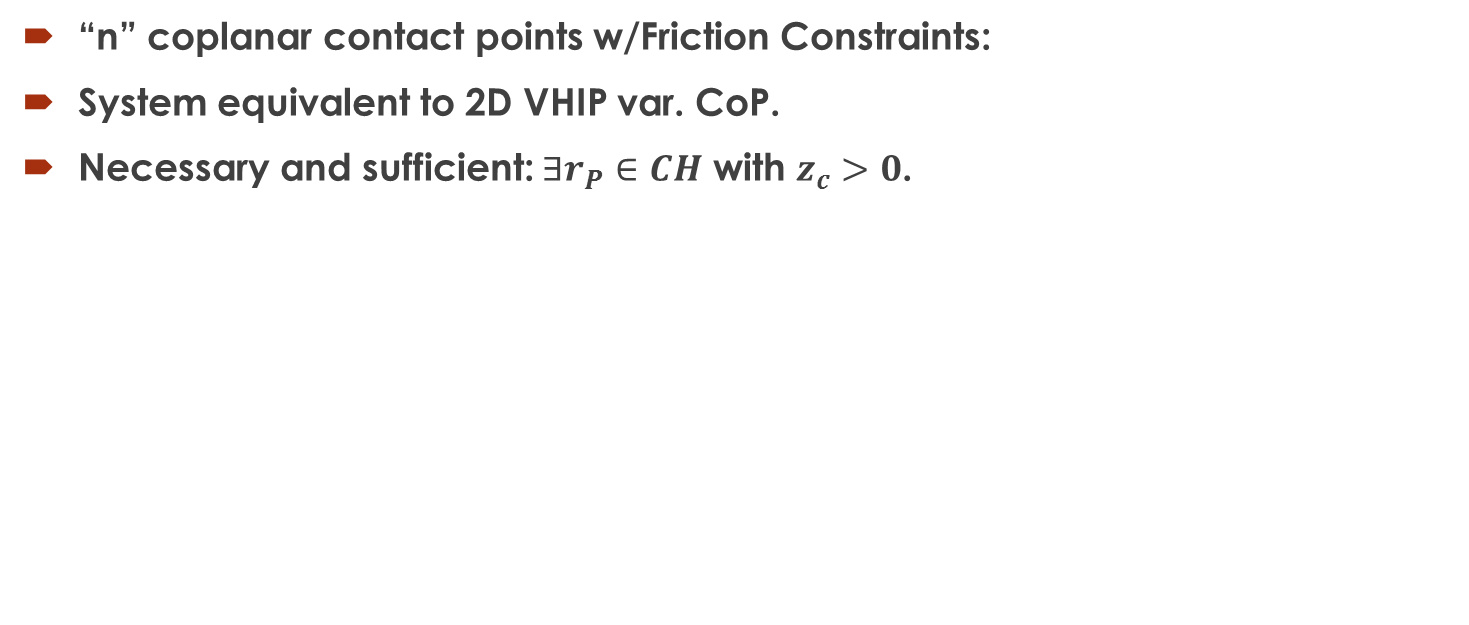 “n” coplanar contact points w/Friction Constraints:
System equivalent to 2D VHIP var. CoP.
Necessary and sufficient: ∃r_P ∈ CH with z_c > 0.